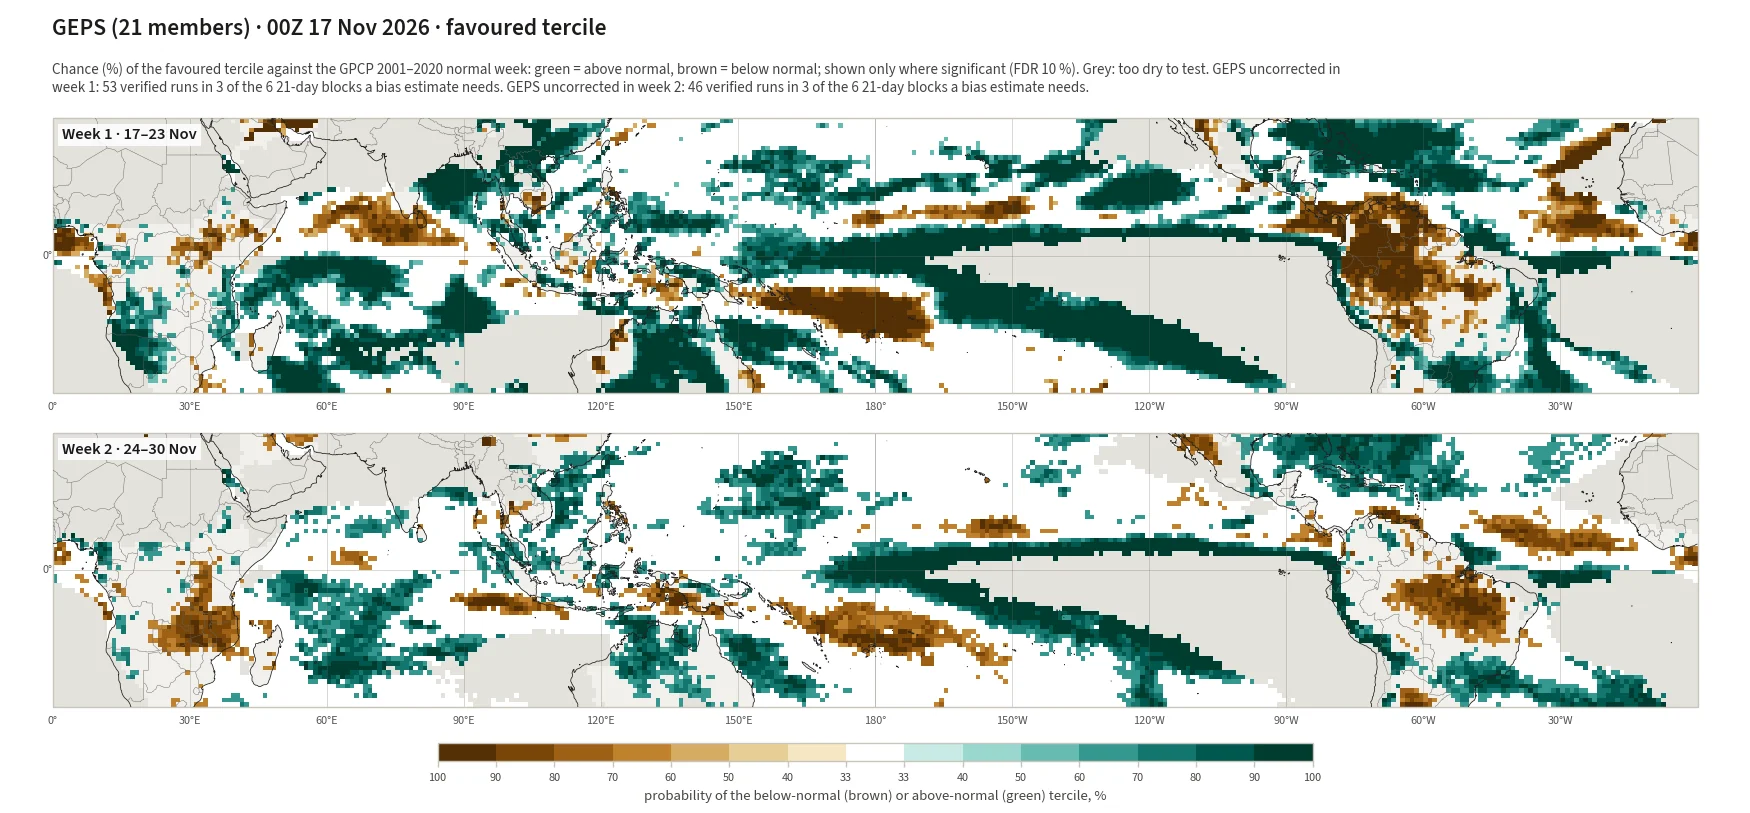 GEPS (21 members) · 00Z 17 Nov 2026 · favoured tercile
Chance (%) of the favoured tercile against the GPCP 2001–2020 normal week: green = above normal, brown = below normal; shown only where significant (FDR 10 %). Grey: too dry to test. GEPS uncorrected in
week 1: 53 verified runs in 3 of the 6 21-day blocks a bias estimate needs. GEPS uncorrected in week 2: 46 verified runs in 3 of the 6 21-day blocks a bias estimate needs.
Week 1 · 17–23 Nov
0°
0° 30°E 60°E 90°E 120°E 150°E 180° 150°W 120°W 90°W 60°W 30°W
Week 2 · 24–30 Nov
0°
0° 30°E 60°E 90°E 120°E 150°E 180° 150°W 120°W 90°W 60°W 30°W
100 90 80 70 60 50 40 33 33 40 50 60 70 80 90 100
probability of the below-normal (brown) or above-normal (green) tercile, %